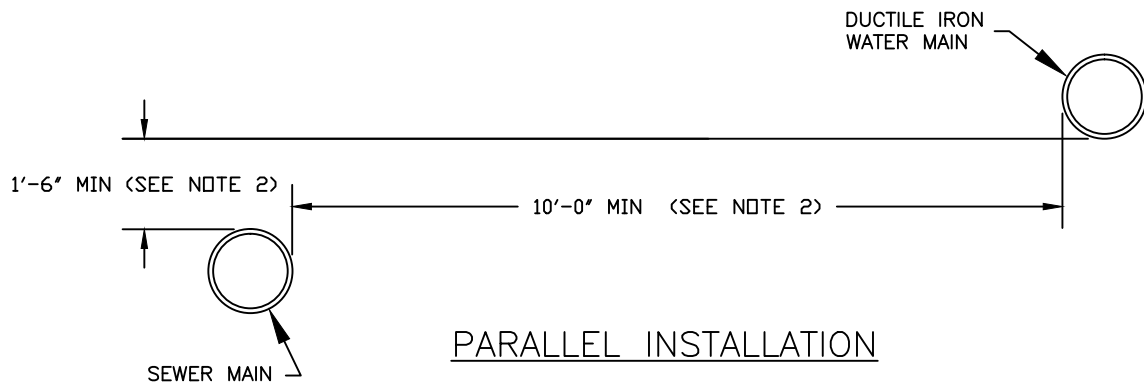 DUCTILE IRON
WATER MAIN
1'-6" MIN (SEE NOTE 2)
10'-0" MIN (SEE NOTE 2)
PARALLEL INSTALLATION
SEWER MAIN